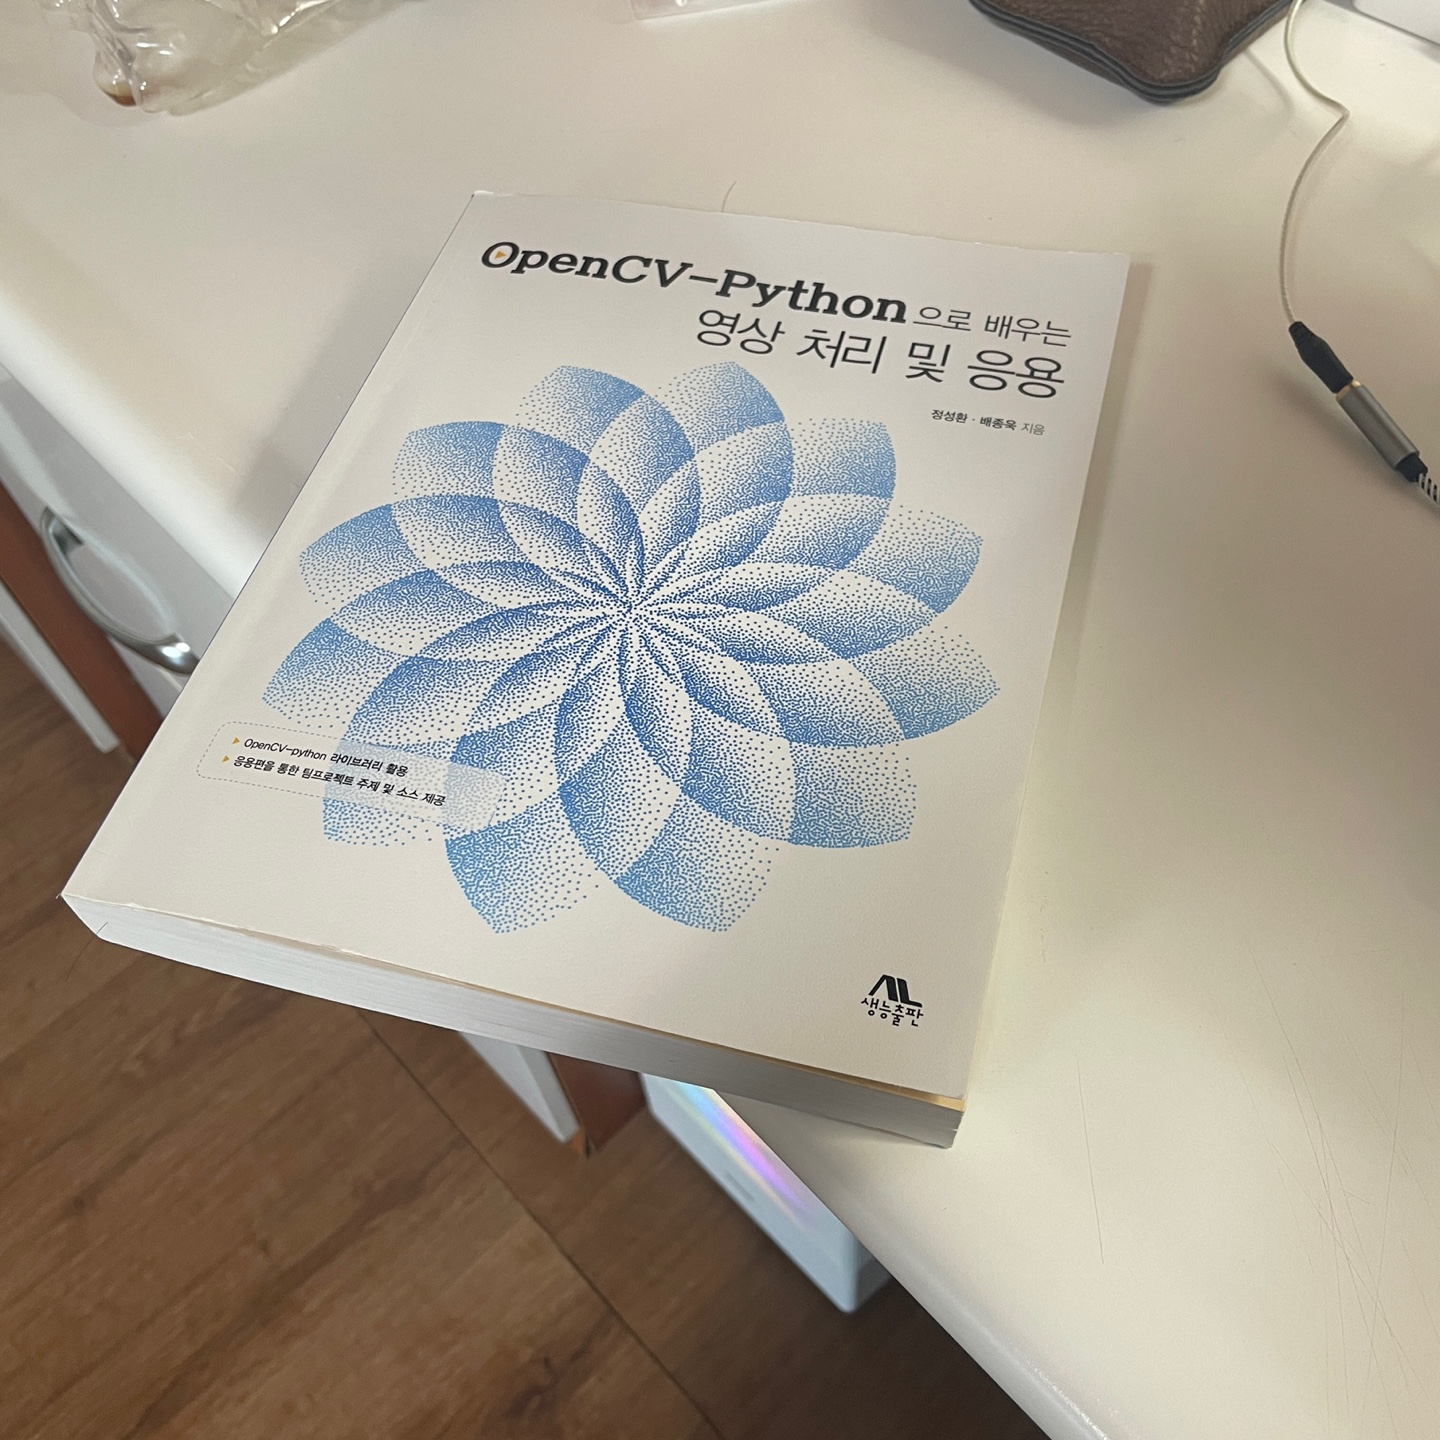 OpenCV-Python으로 배우는
영상 처리 및 응용
정성환 · 배종욱 지음
OpenCV-python 라이브러리 활용
응용편을 통한 팀프로젝트 주제 및 소스 제공
생능출판